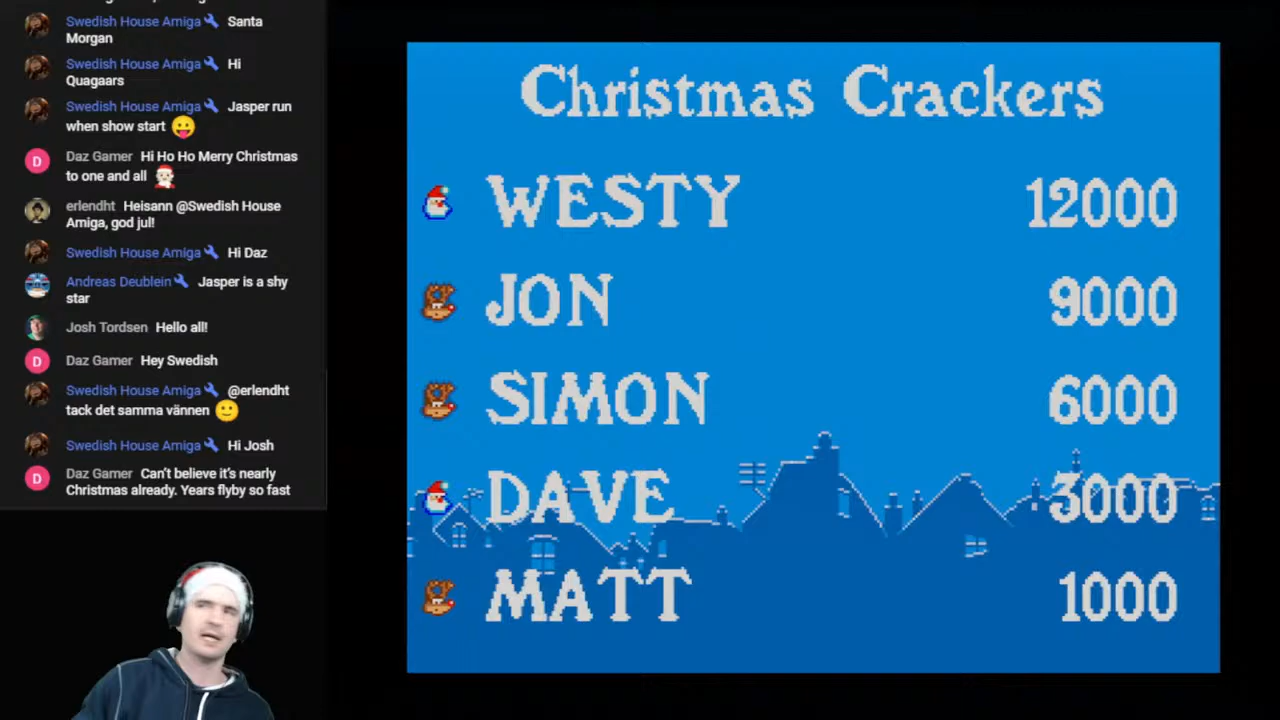 Swedish House Amiga Santa
Morgan
Swedish House Amiga Hi
Quagaars
Swedish House Amiga Jasper run
when show start
Daz Gamer Hi Ho Ho Merry Christmas
to one and all
erlendht Heisann @Swedish House
Amiga, god jul!
Swedish House Amiga Hi Daz
Andreas Deublein Jasper is a shy
star
Josh Tordsen Hello all!
D Daz Gamer Hey Swedish
Swedish House Amiga @erlendht
tack det samma vännen
Swedish House Amiga Hi Josh
Daz Gamer Can't believe it's nearly
Christmas already. Years flyby so fast
Christmas Crackers
WESTY 12000
JON 9000
SIMON 6000
DAVE 3000
MATT 1000